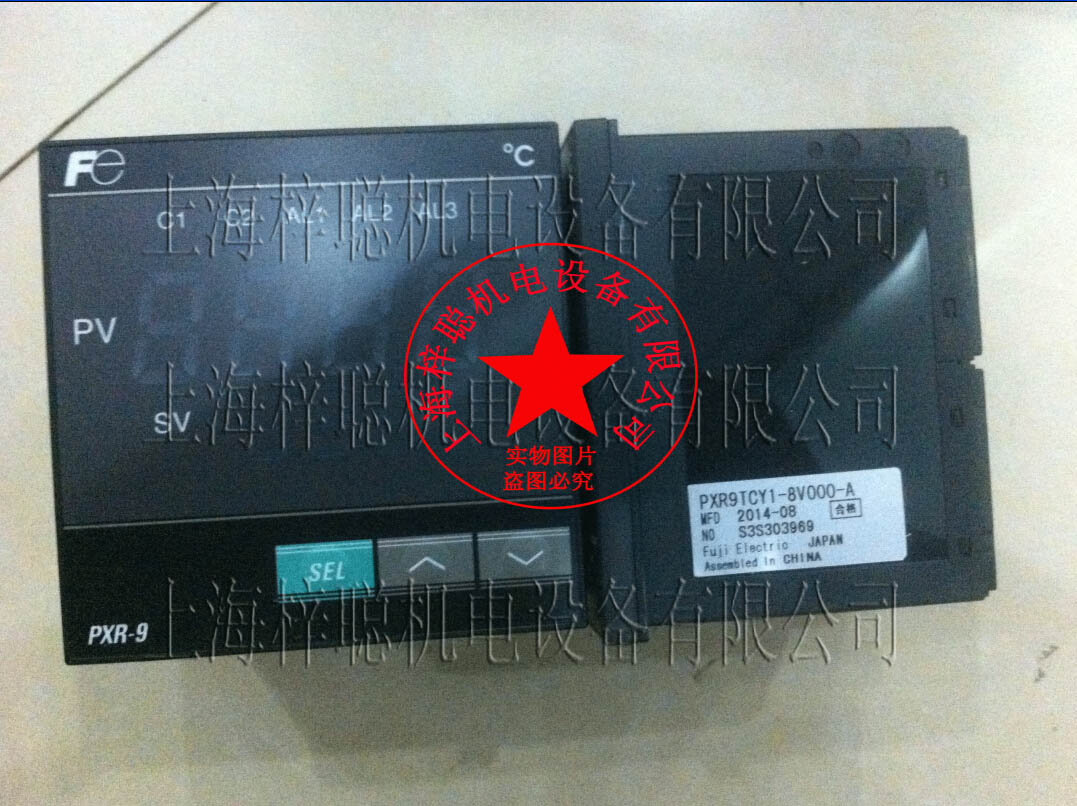 Fe
°C
上海梓聪机电设备有限公司
C1 C2 AL1 AL2 AL3
上海梓聪机电设备有限公司
PV
上海梓聪机电设备有限公司
SV
实物图片
盗图必究
PXR9TCY1-8V000-A
MFD 2014-08 合格
NO S3S303969
Fuji Electric JAPAN
Assembled in CHINA
SEL
上海梓聪机电设备有限公司
PXR-9